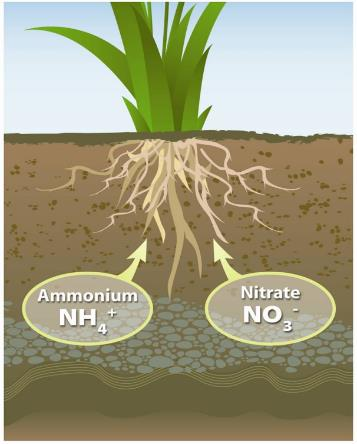 Ammonium
NH₄⁺
Nitrate
NO₃⁻